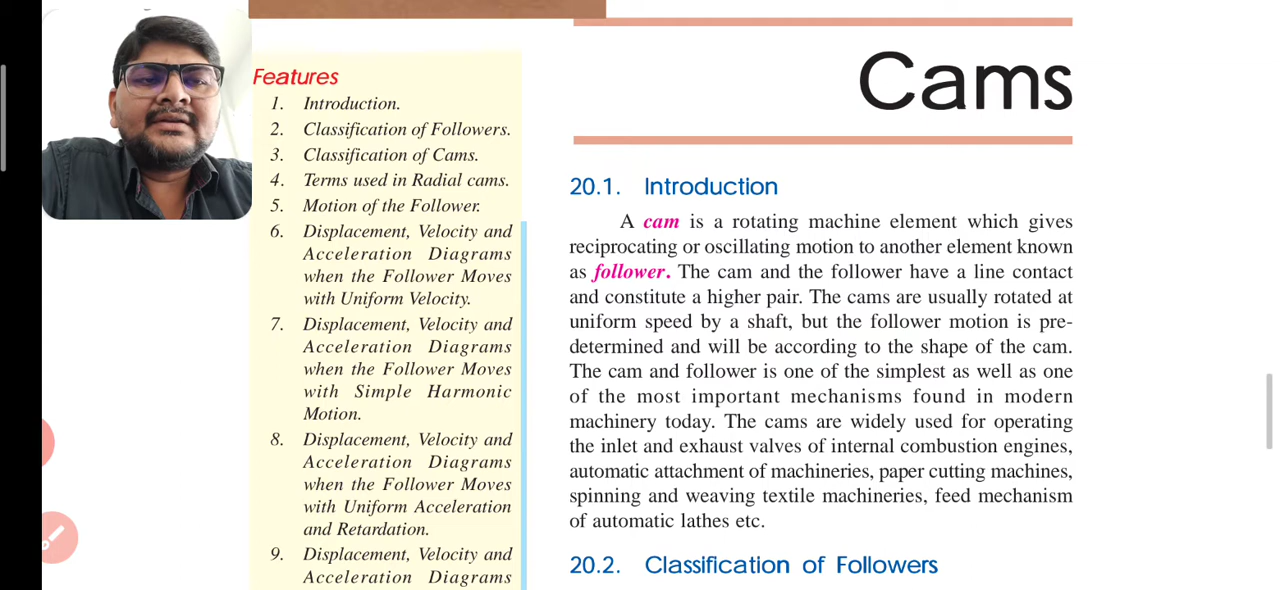 Features
1. Introduction.
2. Classification of Followers.
3. Classification of Cams.
4. Terms used in Radial cams.
5. Motion of the Follower.
6. Displacement, Velocity and
Acceleration Diagrams
when the Follower Moves
with Uniform Velocity.
7. Displacement, Velocity and
Acceleration Diagrams
when the Follower Moves
with Simple Harmonic
Motion.
8. Displacement, Velocity and
Acceleration Diagrams
when the Follower Moves
with Uniform Acceleration
and Retardation.
9. Displacement, Velocity and
Acceleration Diagrams
Cams
20.1. Introduction
A cam is a rotating machine element which gives
reciprocating or oscillating motion to another element known
as follower. The cam and the follower have a line contact
and constitute a higher pair. The cams are usually rotated at
uniform speed by a shaft, but the follower motion is pre-
determined and will be according to the shape of the cam.
The cam and follower is one of the simplest as well as one
of the most important mechanisms found in modern
machinery today. The cams are widely used for operating
the inlet and exhaust valves of internal combustion engines,
automatic attachment of machineries, paper cutting machines,
spinning and weaving textile machineries, feed mechanism
of automatic lathes etc.
20.2. Classification of Followers